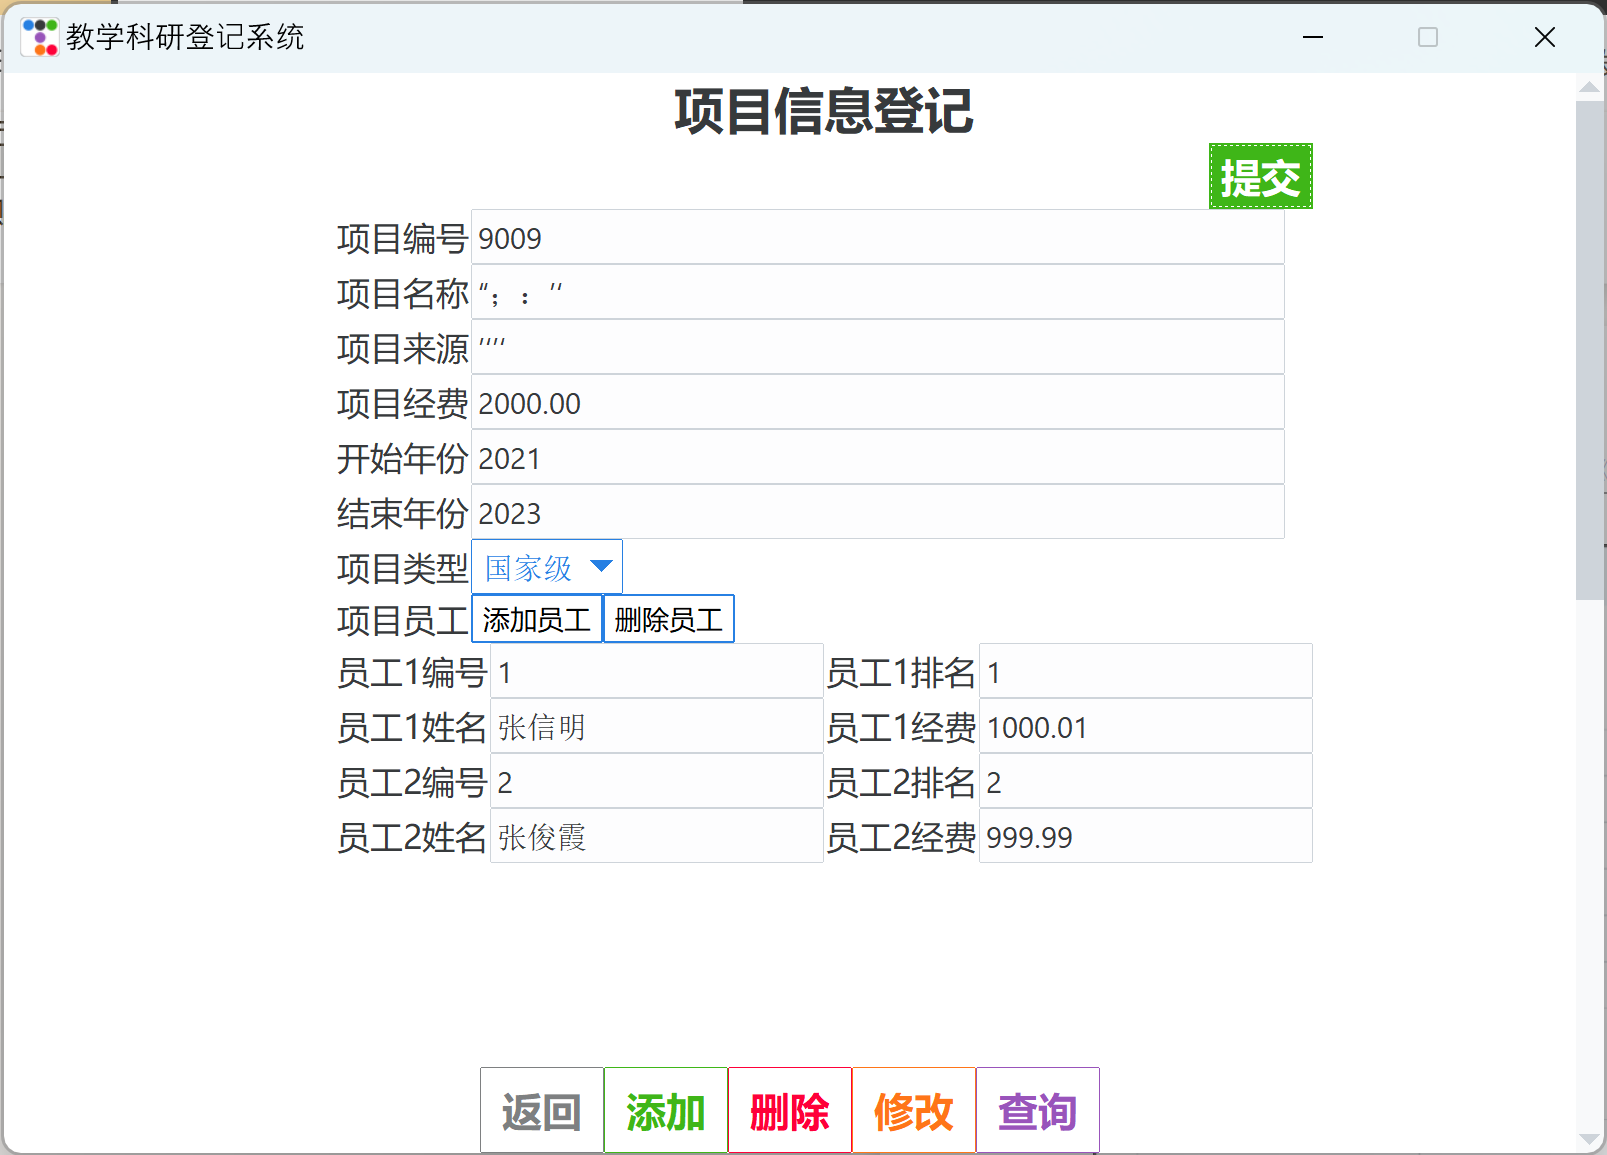 教学科研登记系统
项目信息登记
提交
项目编号 9009
项目名称 “；：’’
项目来源 ’’’’
项目经费 2000.00
开始年份 2021
结束年份 2023
项目类型 国家级
项目员工 添加员工 删除员工
员工1编号 1 员工1排名 1
员工1姓名 张信明 员工1经费 1000.01
员工2编号 2 员工2排名 2
员工2姓名 张俊霞 员工2经费 999.99
返回 添加 删除 修改 查询